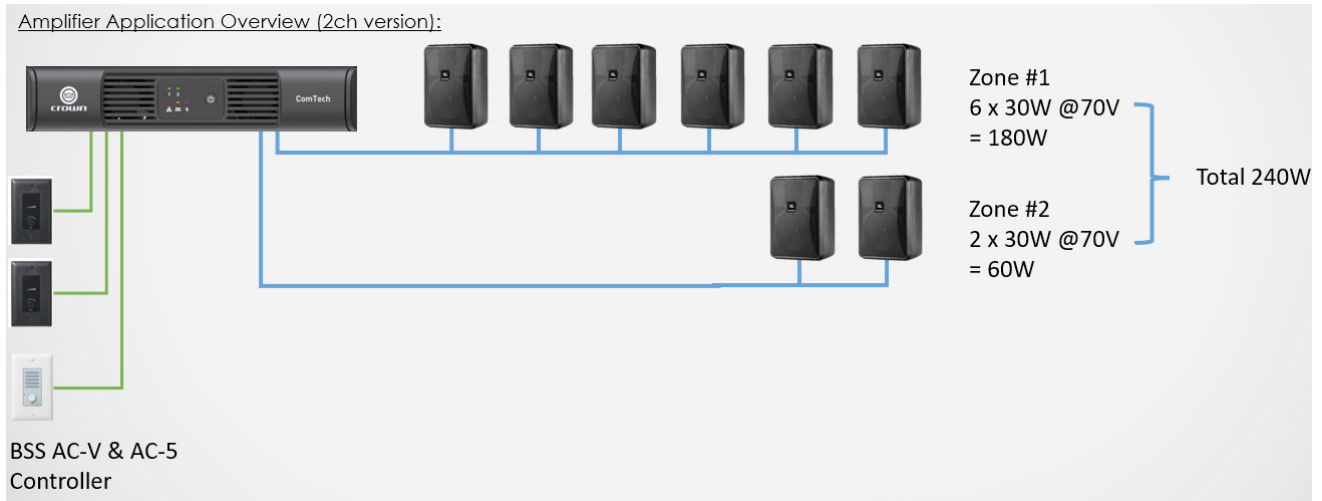 Amplifier Application Overview (2ch version):
crown
ComTech
Zone #1
6 x 30W @70V
= 180W
Total 240W
Zone #2
2 x 30W @70V
= 60W
BSS AC-V & AC-5
Controller